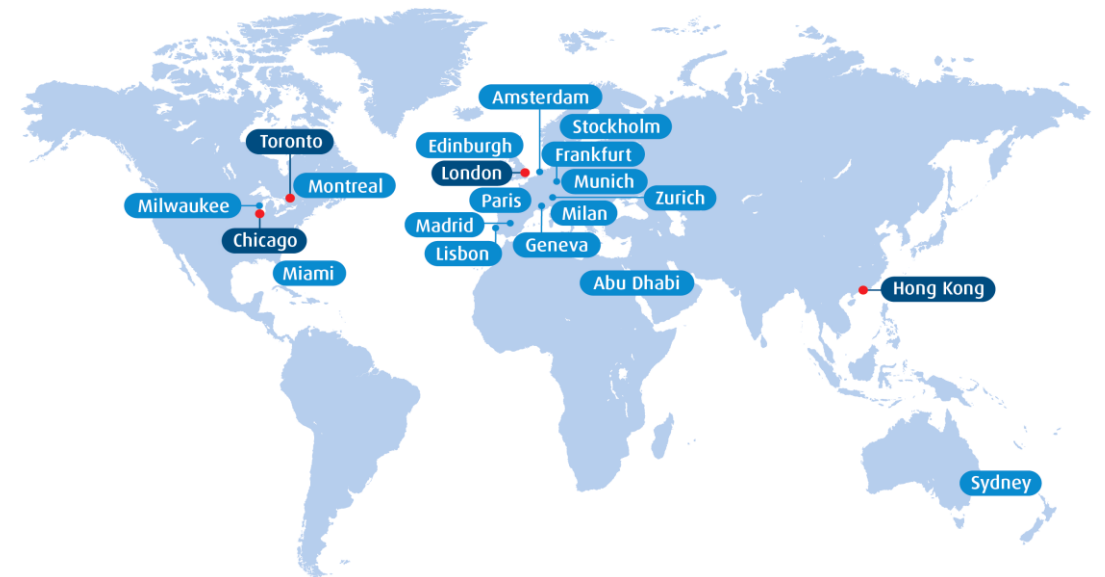 Amsterdam
Stockholm
Edinburgh
Toronto
Frankfurt
London
Munich
Montreal
Zurich
Paris
Milwaukee
Milan
Madrid
Chicago
Geneva
Lisbon
Miami
Abu Dhabi
Hong Kong
Sydney